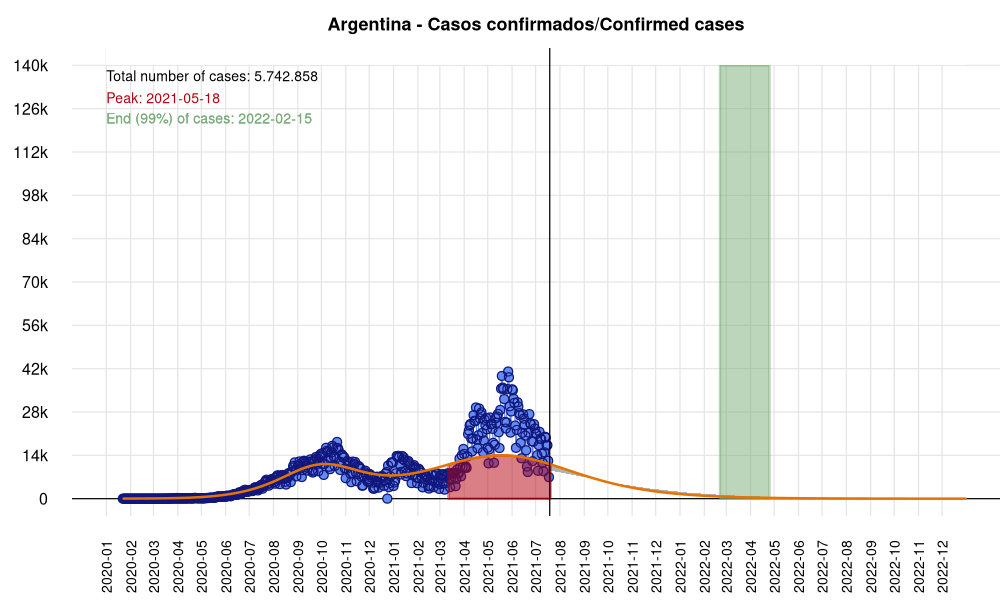 Argentina - Casos confirmados/Confirmed cases
140k
Total number of cases: 5.742.858
Peak: 2021-05-18
126k
End (99%) of cases: 2022-02-15
112k
98k
84k
70k
56k
42k
28k
14k
0
2020-01
2020-02
2020-03
2020-04
2020-05
2020-06
2020-07
2020-08
2020-09
2020-10
2020-11
2020-12
2021-01
2021-02
2021-03
2021-04
2021-05
2021-06
2021-07
2021-08
2021-09
2021-10
2021-11
2021-12
2022-01
2022-02
2022-03
2022-04
2022-05
2022-06
2022-07
2022-08
2022-09
2022-10
2022-11
2022-12